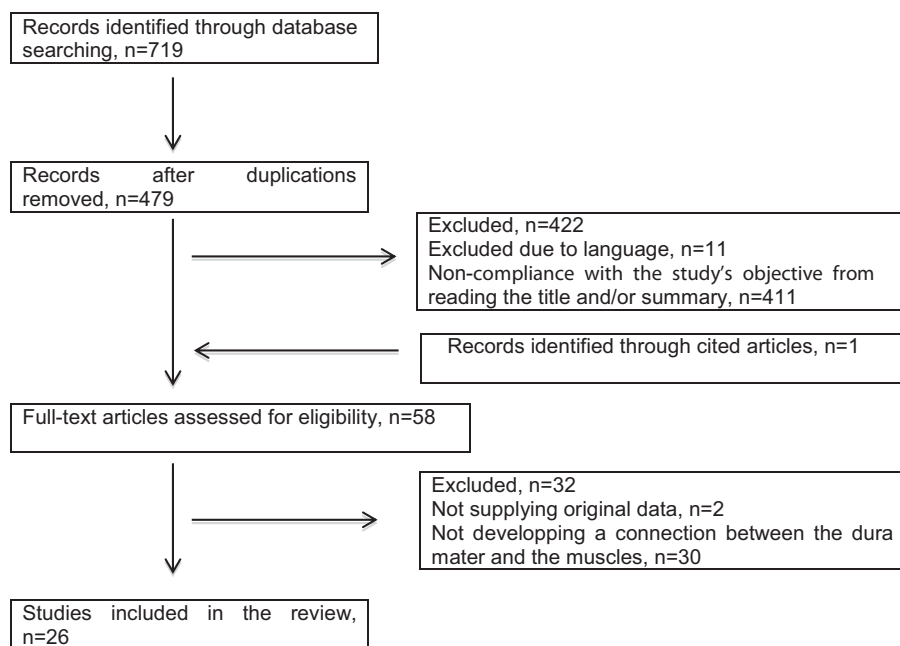 Records identified through database
searching, n=719
Records after duplications
removed, n=479
Excluded, n=422
Excluded due to language, n=11
Non-compliance with the study's objective from
reading the title and/or summary, n=411
Records identified through cited articles, n=1
Full-text articles assessed for eligibility, n=58
Excluded, n=32
Not supplying original data, n=2
Not developping a connection between the dura
mater and the muscles, n=30
Studies included in the review,
n=26